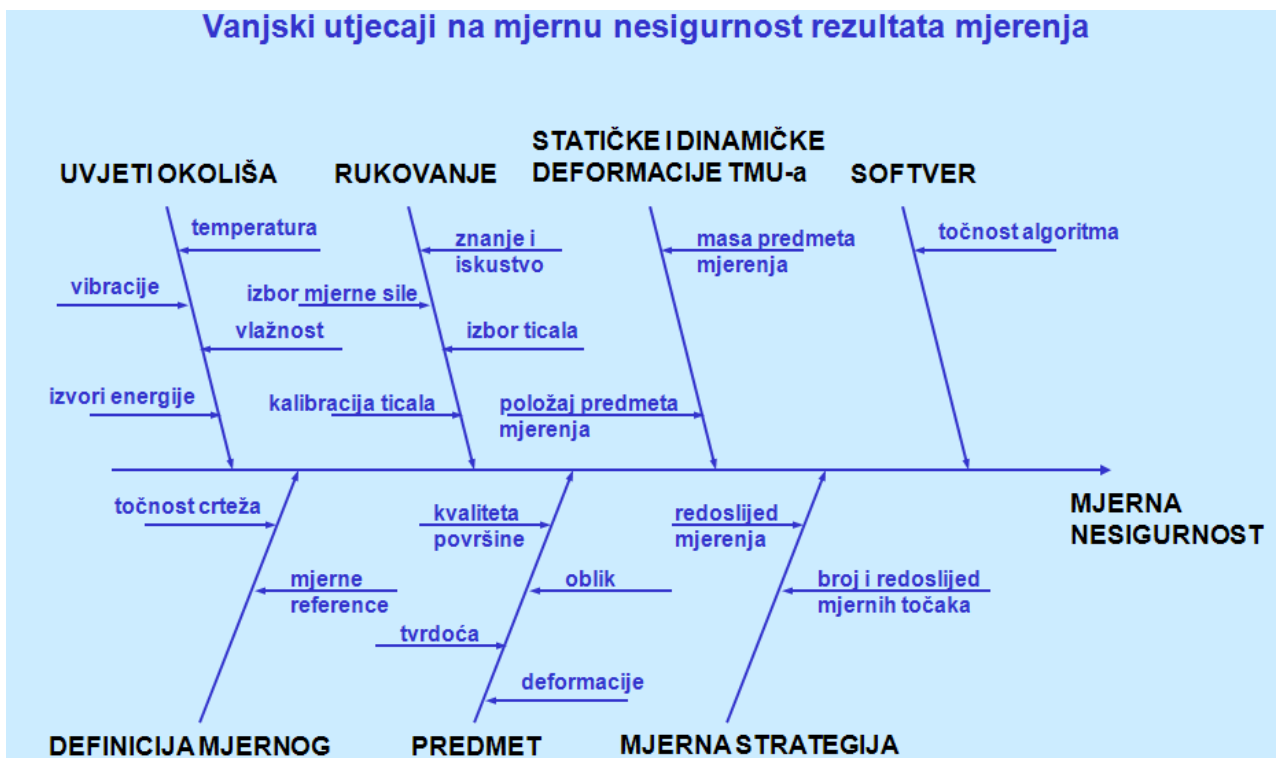 Vanjski utjecaji na mjernu nesigurnost rezultata mjerenja
UVJETI OKOLIŠA
RUKOVANJE
STATIČKE I DINAMIČKE
DEFORMACIJE TMU-a
SOFTVER
temperatura
vibracije
vlažnost
izvori energije
znanje i
iskustvo
izbor mjerne sile
izbor ticala
kalibracija ticala
masa predmeta
mjerenja
položaj predmeta
mjerenja
točnost algoritma
MJERNA
NESIGURNOST
točnost crteža
mjerne
reference
kvaliteta
površine
oblik
tvrdoća
deformacije
redoslijed
mjerenja
broj i redoslijed
mjernih točaka
DEFINICIJA MJERNOG
PREDMET
MJERNA STRATEGIJA